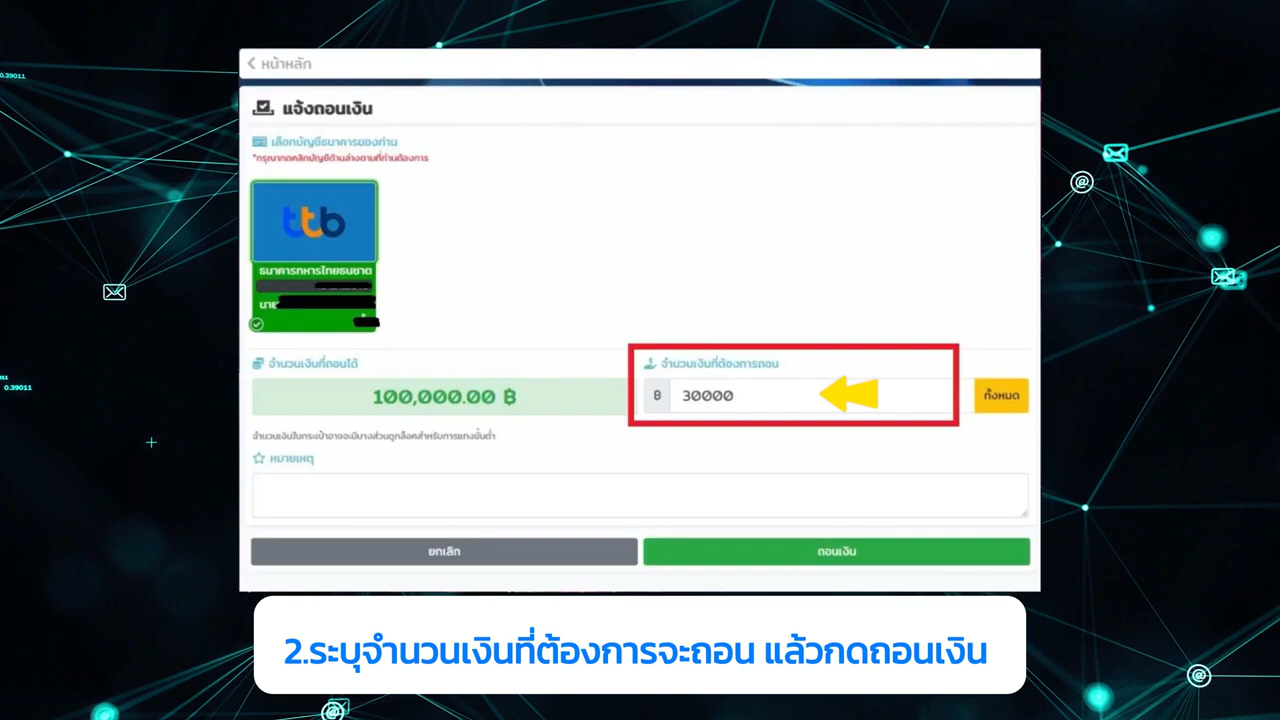 0.39011
หน้าหลัก
แจ้งถอนเงิน
เลือกบัญชีธนาคารของท่าน
*กรุณากดคลิกบัญชีด้านล่างตามที่ท่านต้องการ
ttb
ธนาคารทหารไทยธนชาต
นาย
จำนวนเงินที่ถอนได้
จำนวนเงินที่ต้องการถอน
100,000.00 ฿
฿ 30000
ทั้งหมด
0.39011
จำนวนเงินในกระเป๋าอาจจะมีบางส่วนถูกล็อคสำหรับการแทงขั้นต่ำ
หมายเหตุ
ยกเลิก
ถอนเงิน
2.ระบุจำนวนเงินที่ต้องการจะถอน แล้วกดถอนเงิน